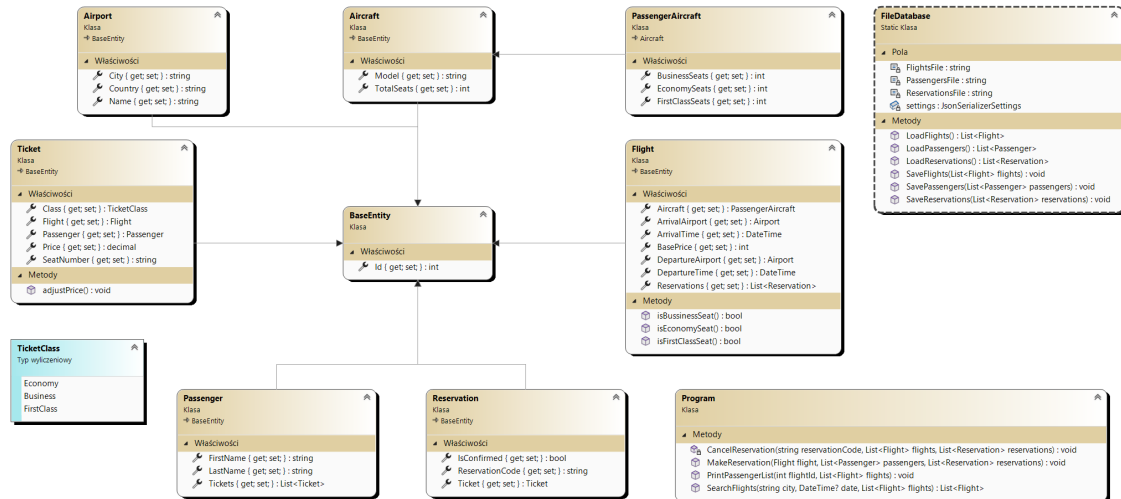 Airport
Klasa
BaseEntity
Właściwości
City { get; set; } : string
Country { get; set; } : string
Name { get; set; } : string
Aircraft
Klasa
BaseEntity
Właściwości
Model { get; set; } : string
TotalSeats { get; set; } : int
PassengerAircraft
Klasa
Aircraft
Właściwości
BusinessSeats { get; set; } : int
EconomySeats { get; set; } : int
FirstClassSeats { get; set; } : int
FileDatabase
Static Klasa
Pola
FlightsFile : string
PassengersFile : string
ReservationsFile : string
settings : JsonSerializerSettings
Metody
LoadFlights() : List<Flight>
LoadPassengers() : List<Passenger>
LoadReservations() : List<Reservation>
SaveFlights(List<Flight> flights) : void
SavePassengers(List<Passenger> passengers) : void
SaveReservations(List<Reservation> reservations) : void
Ticket
Klasa
BaseEntity
Właściwości
Class { get; set; } : TicketClass
Flight { get; set; } : Flight
Passenger { get; set; } : Passenger
Price { get; set; } : decimal
SeatNumber { get; set; } : string
Metody
adjustPrice() : void
BaseEntity
Klasa
Właściwości
Id { get; set; } : int
Flight
Klasa
BaseEntity
Właściwości
Aircraft { get; set; } : PassengerAircraft
ArrivalAirport { get; set; } : Airport
ArrivalTime { get; set; } : DateTime
BasePrice { get; set; } : int
DepartureAirport { get; set; } : Airport
DepartureTime { get; set; } : DateTime
Reservations { get; set; } : List<Reservation>
Metody
isBussinessSeat() : bool
isEconomySeat() : bool
isFirstClassSeat() : bool
TicketClass
Typ wyliczeniowy
Economy
Business
FirstClass
Passenger
Klasa
BaseEntity
Właściwości
FirstName { get; set; } : string
LastName { get; set; } : string
Tickets { get; set; } : List<Ticket>
Reservation
Klasa
BaseEntity
Właściwości
IsConfirmed { get; set; } : bool
ReservationCode { get; set; } : string
Ticket { get; set; } : Ticket
Program
Klasa
Metody
CancelReservation(string reservationCode, List<Flight> flights, List<Reservation> reservations) : void
MakeReservation(Flight flight, List<Passenger> passengers, List<Reservation> reservations) : void
PrintPassengerList(int flightId, List<Flight> flights) : void
SearchFlights(string city, DateTime? date, List<Flight> flights) : List<Flight>